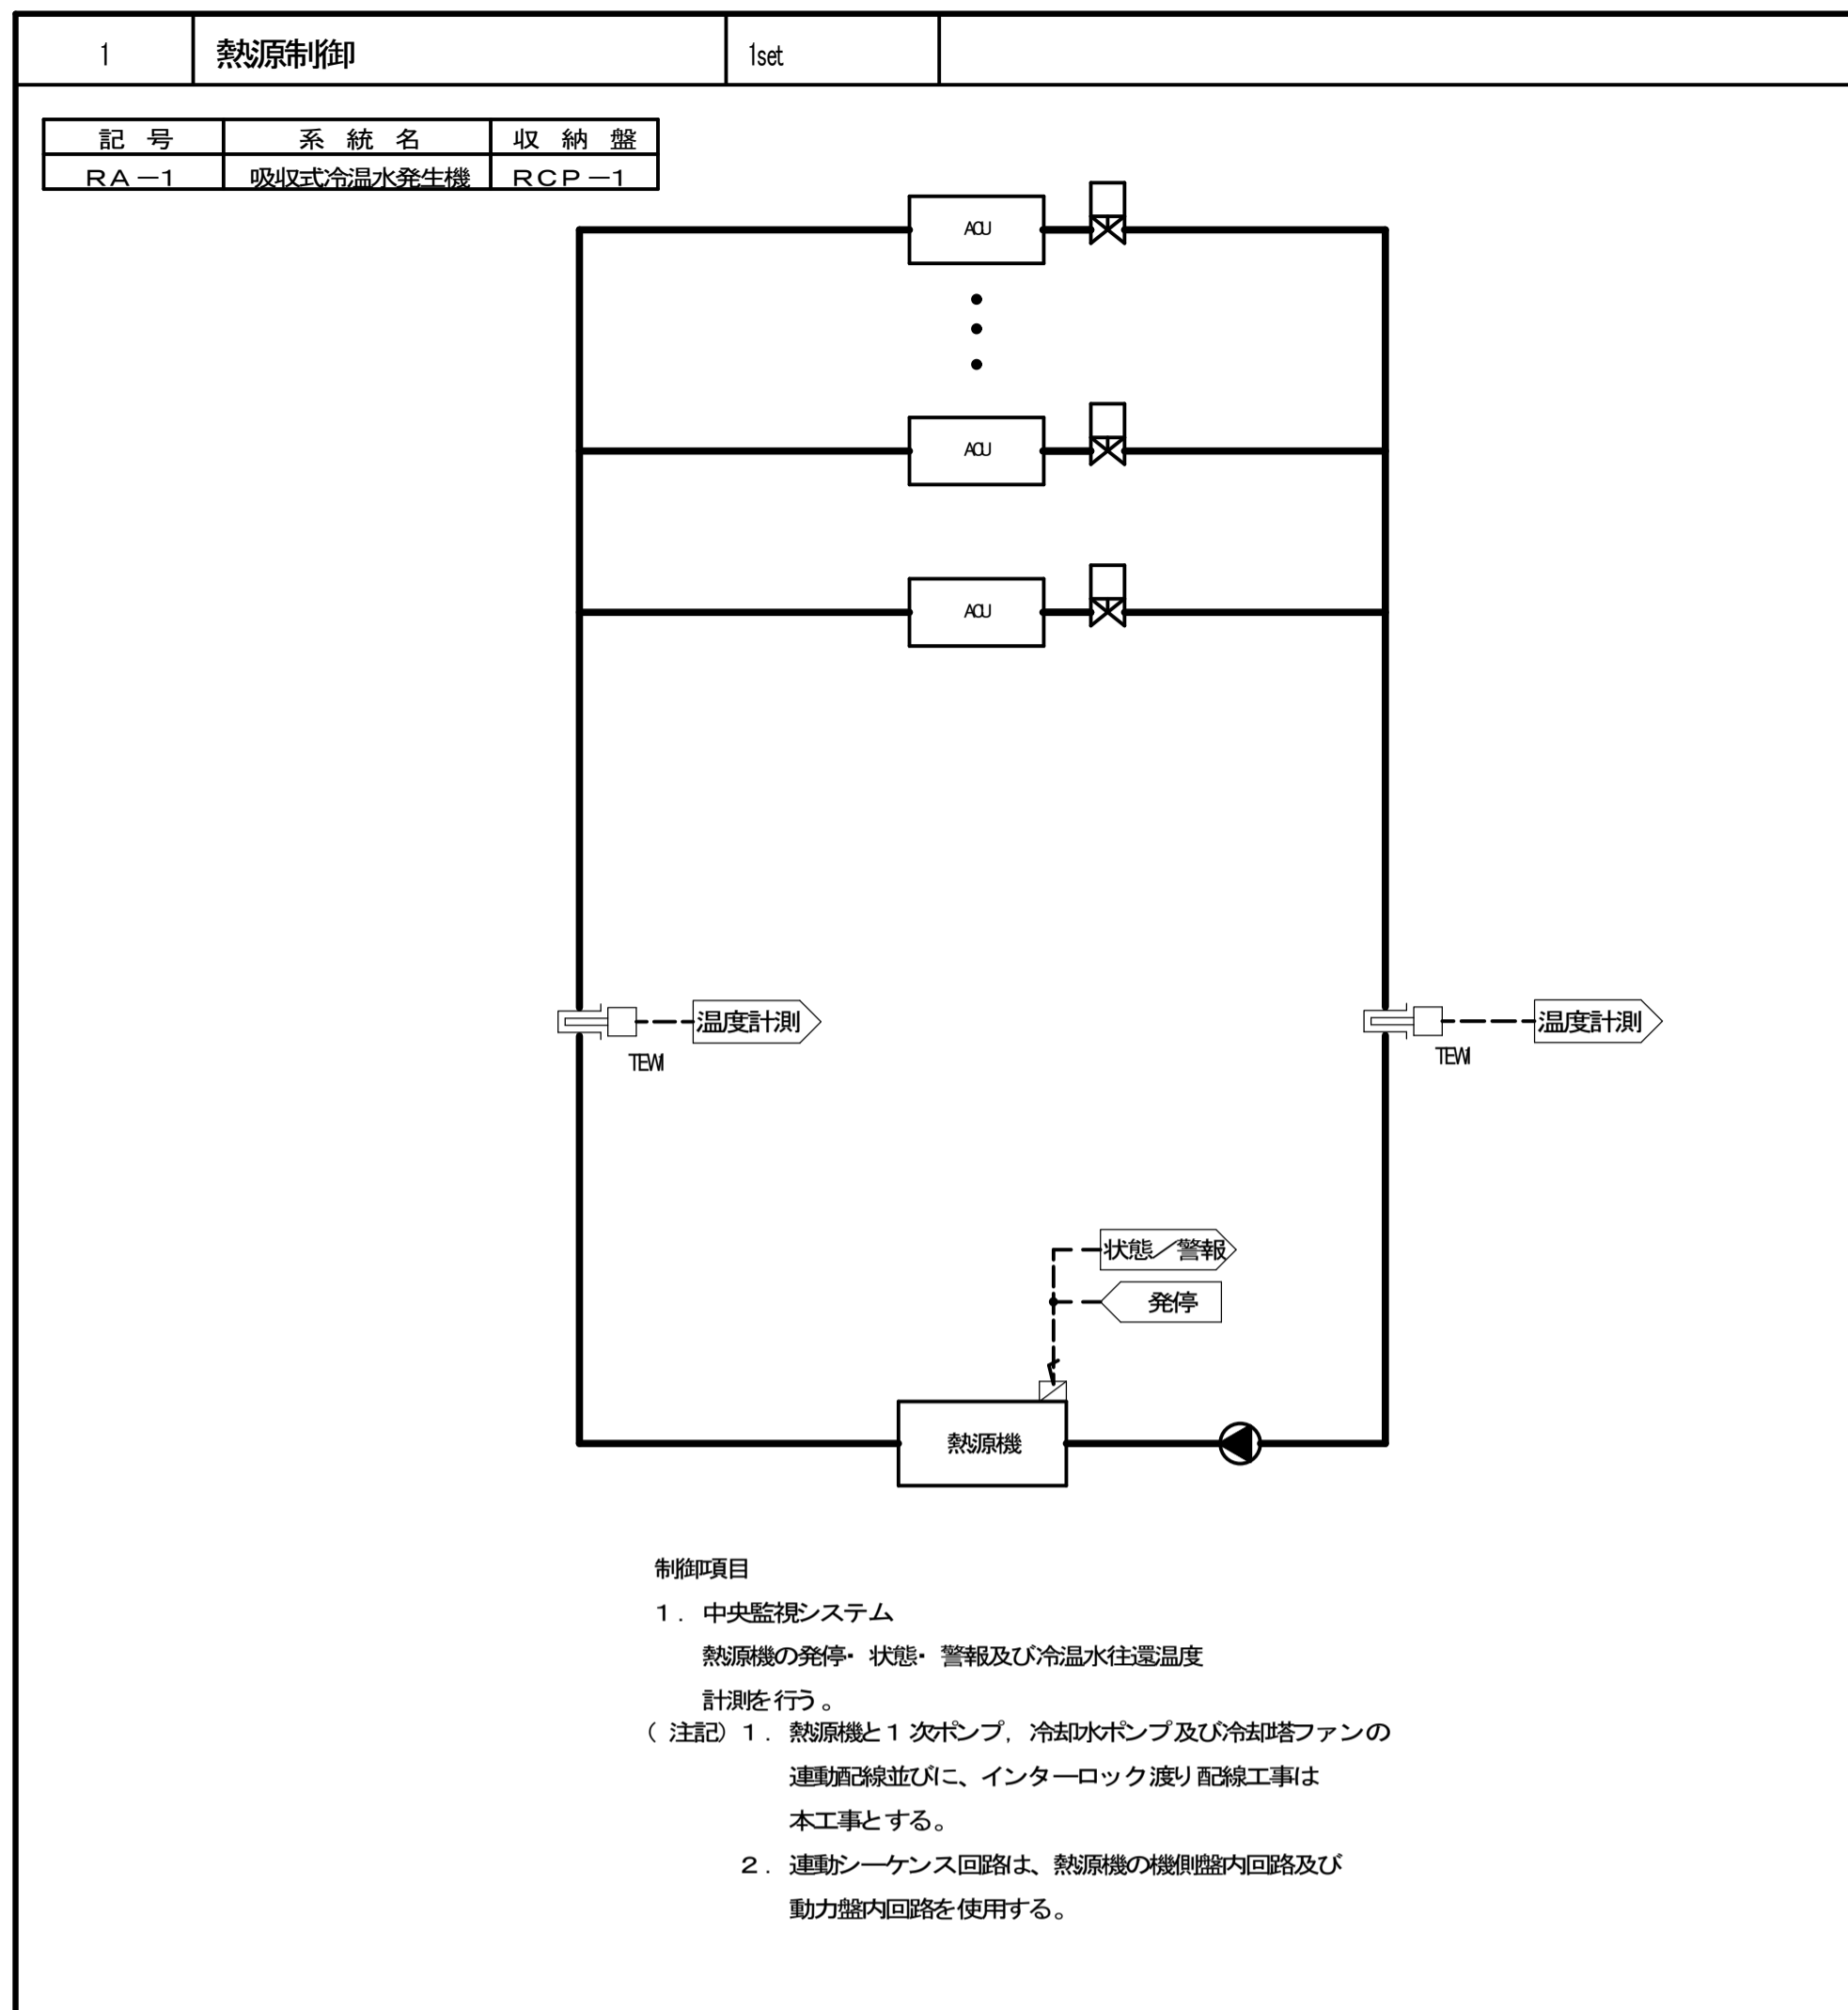 1 熱源制御 1set
記号 系統名 収納盤
RA-1 吸収式冷温水発生機 RCP-1
ACU
ACU
ACU
温度計測 温度計測
TEW1 TEW1
状態/警報
発停
熱源機
制御項目
1. 中央監視システム
熱源機の発停・状態・警報及び冷温水往還温度
計測を行う。
(注記)1. 熱源機と1次ポンプ,冷却水ポンプ及び冷却塔ファンの
連動配線並びに、インターロック渡り配線工事は
本工事とする。
2. 連動シーケンス回路は、熱源機の機側盤内回路及び
動力盤内回路を使用する。